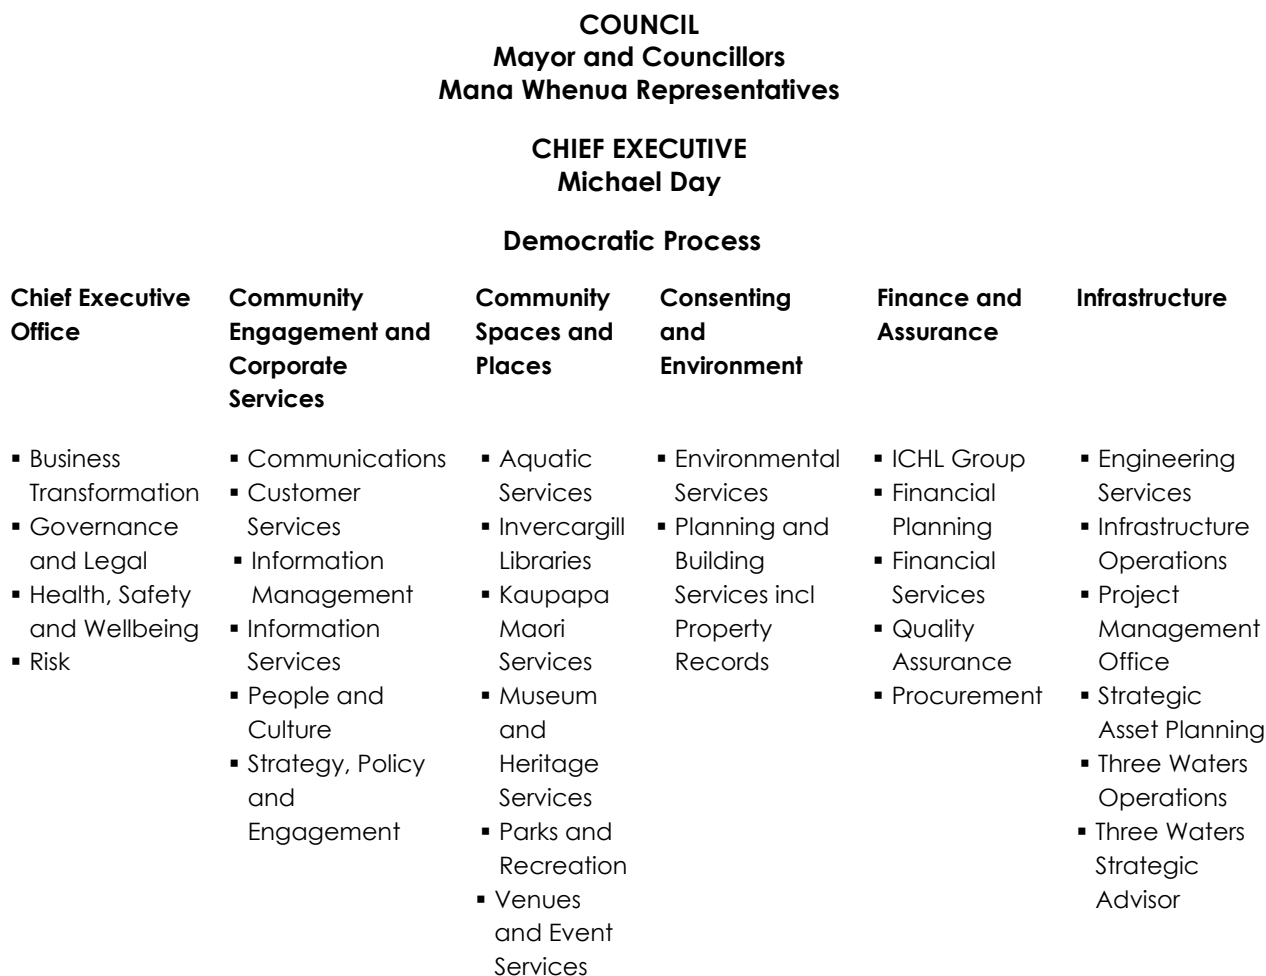 COUNCIL
Mayor and Councillors
Mana Whenua Representatives
CHIEF EXECUTIVE
Michael Day
Democratic Process
Chief Executive
Office
▪ Business
Transformation
▪ Governance
and Legal
▪ Health, Safety
and Wellbeing
▪ Risk
Community
Engagement and
Corporate
Services
▪ Communications
▪ Customer
Services
▪ Information
Management
▪ Information
Services
▪ People and
Culture
▪ Strategy, Policy
and
Engagement
Community
Spaces and
Places
▪ Aquatic
Services
▪ Invercargill
Libraries
▪ Kaupapa
Maori
Services
▪ Museum
and
Heritage
Services
▪ Parks and
Recreation
▪ Venues
and Event
Services
Consenting
and
Environment
▪ Environmental
Services
▪ Planning and
Building
Services incl
Property
Records
Finance and
Assurance
▪ ICHL Group
▪ Financial
Planning
▪ Financial
Services
▪ Quality
Assurance
▪ Procurement
Infrastructure
▪ Engineering
Services
▪ Infrastructure
Operations
▪ Project
Management
Office
▪ Strategic
Asset Planning
▪ Three Waters
Operations
▪ Three Waters
Strategic
Advisor